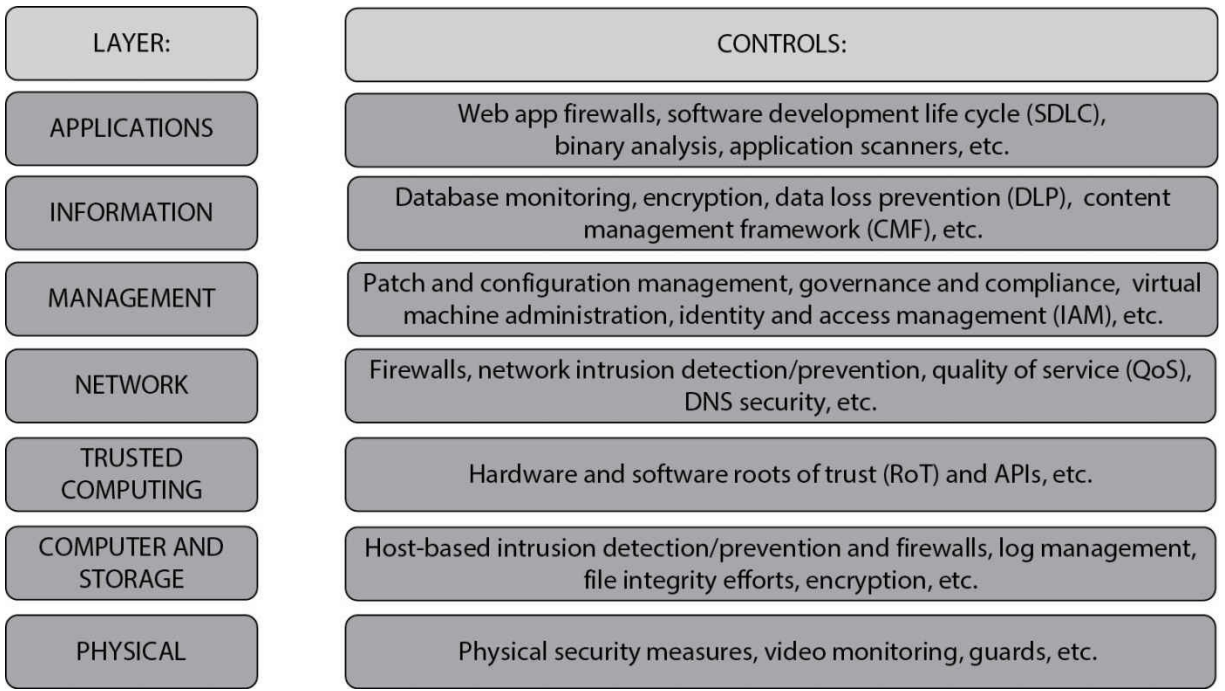 LAYER:
CONTROLS:
APPLICATIONS
Web app firewalls, software development life cycle (SDLC),
binary analysis, application scanners, etc.
INFORMATION
Database monitoring, encryption, data loss prevention (DLP), content
management framework (CMF), etc.
MANAGEMENT
Patch and configuration management, governance and compliance, virtual
machine administration, identity and access management (IAM), etc.
NETWORK
Firewalls, network intrusion detection/prevention, quality of service (QoS),
DNS security, etc.
TRUSTED
COMPUTING
Hardware and software roots of trust (RoT) and APIs, etc.
COMPUTER AND
STORAGE
Host-based intrusion detection/prevention and firewalls, log management,
file integrity efforts, encryption, etc.
PHYSICAL
Physical security measures, video monitoring, guards, etc.